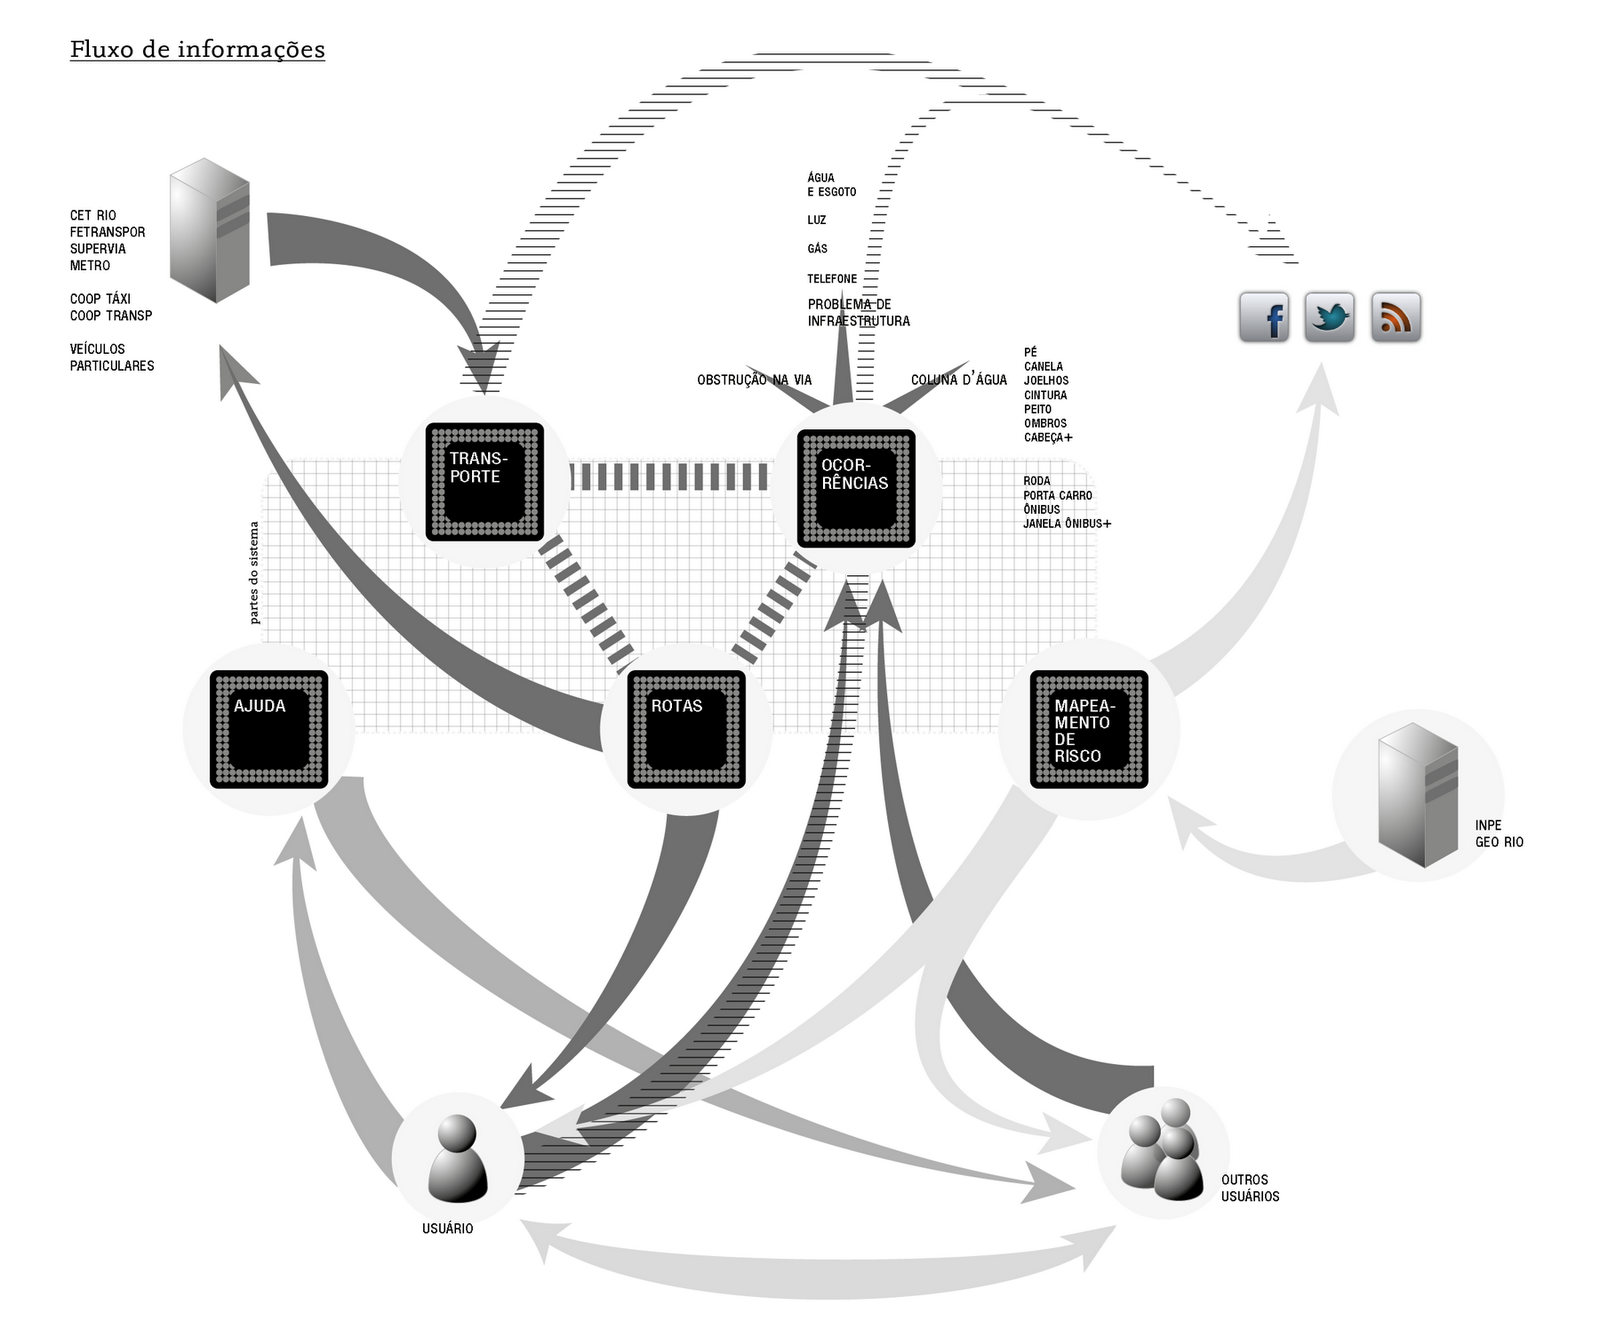 Fluxo de informações
CET RIO
FETRANSPOR
SUPERVIA
METRO
COOP TÁXI
COOP TRANSP
VEÍCULOS
PARTICULARES
ÁGUA
E ESGOTO
LUZ
GÁS
TELEFONE
PROBLEMA DE
INFRAESTRUTURA
OBSTRUÇÃO NA VIA
COLUNA D'ÁGUA
PÉ
CANELA
JOELHOS
CINTURA
PEITO
OMBROS
CABEÇA+
RODA
PORTA CARRO
ÔNIBUS
JANELA ÔNIBUS+
TRANS-
PORTE
OCOR-
RÊNCIAS
partes do sistema
AJUDA
ROTAS
MAPEA-
MENTO
DE
RISCO
INPE
GEO RIO
USUÁRIO
OUTROS
USUÁRIOS